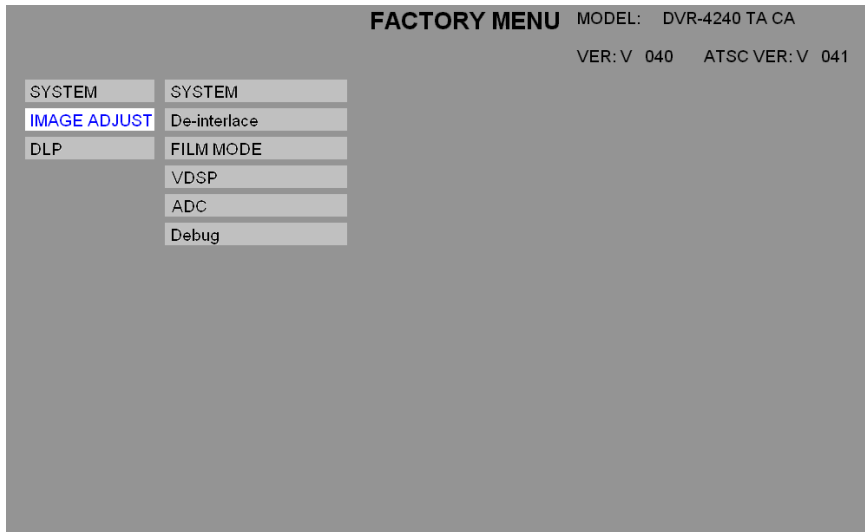 FACTORY MENU MODEL: DVR-4240 TA CA
VER: V 040 ATSC VER: V 041
SYSTEM SYSTEM
IMAGE ADJUST De-interlace
DLP FILM MODE
VDSP
ADC
Debug